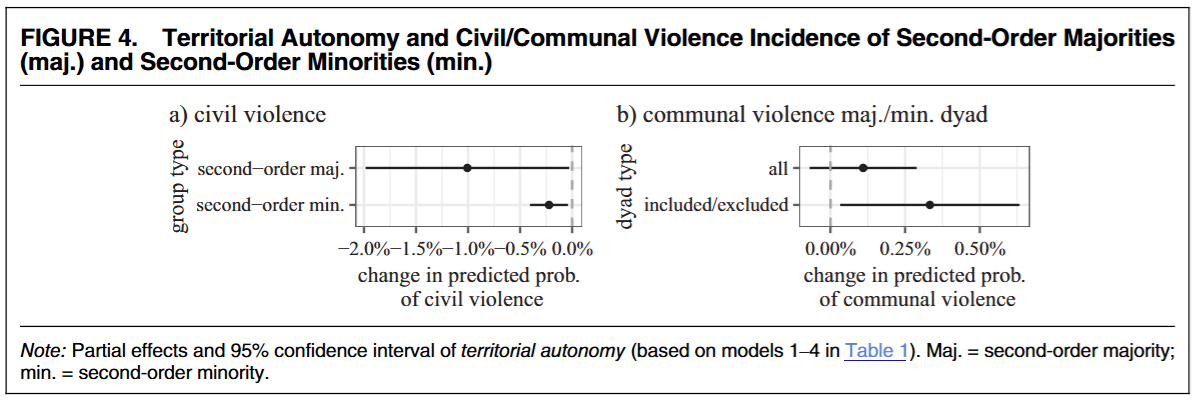 FIGURE 4. Territorial Autonomy and Civil/Communal Violence Incidence of Second-Order Majorities
(maj.) and Second-Order Minorities (min.)
a) civil violence
group type
second−order maj.
second−order min.
−2.0%−1.5%−1.0%−0.5% 0.0%
change in predicted prob.
of civil violence
b) communal violence maj./min. dyad
dyad type
all
included/excluded
0.00% 0.25% 0.50%
change in predicted prob.
of communal violence
Note: Partial effects and 95% confidence interval of territorial autonomy (based on models 1–4 in Table 1). Maj. = second-order majority;
min. = second-order minority.